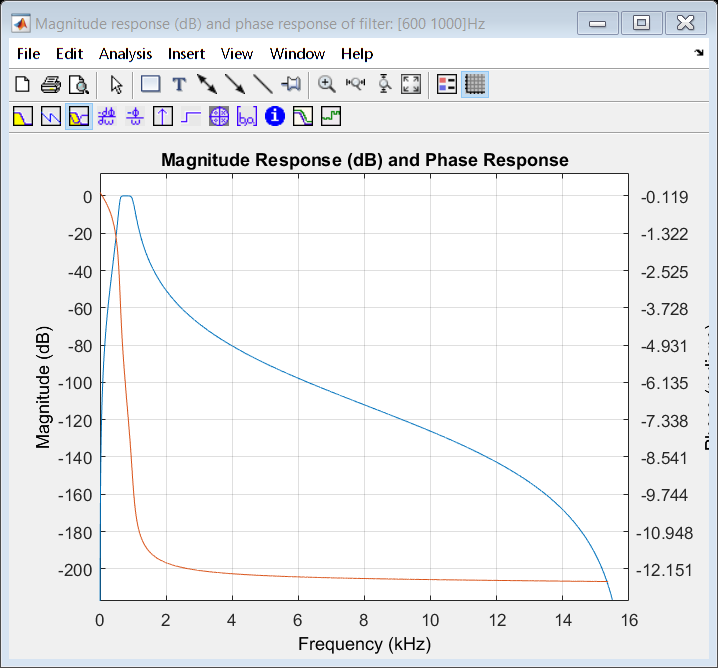 Magnitude response (dB) and phase response of filter: [600 1000]Hz
File Edit Analysis Insert View Window Help
Magnitude Response (dB) and Phase Response
0 -0.119
-20 -1.322
-40 -2.525
-60 -3.728
-80 -4.931
-100 -6.135
-120 -7.338
-140 -8.541
-160 -9.744
-180 -10.948
-200 -12.151
Magnitude (dB)
0 2 4 6 8 10 12 14 16
Frequency (kHz)